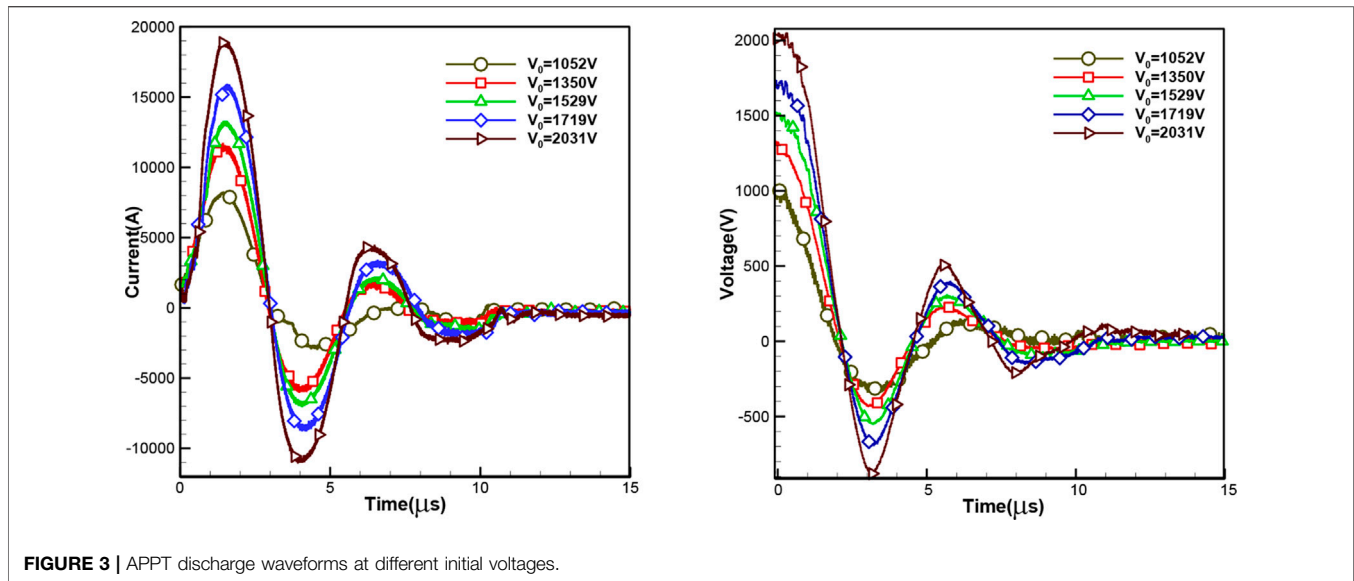 20000
15000
10000
5000
0
-5000
-10000
Current(A)
V0=1052V
V0=1350V
V0=1529V
V0=1719V
V0=2031V
0 5 10 15
Time(μs)
2000
1500
1000
500
0
-500
Voltage(V)
V0=1052V
V0=1350V
V0=1529V
V0=1719V
V0=2031V
0 5 10 15
Time(μs)
FIGURE 3 | APPT discharge waveforms at different initial voltages.